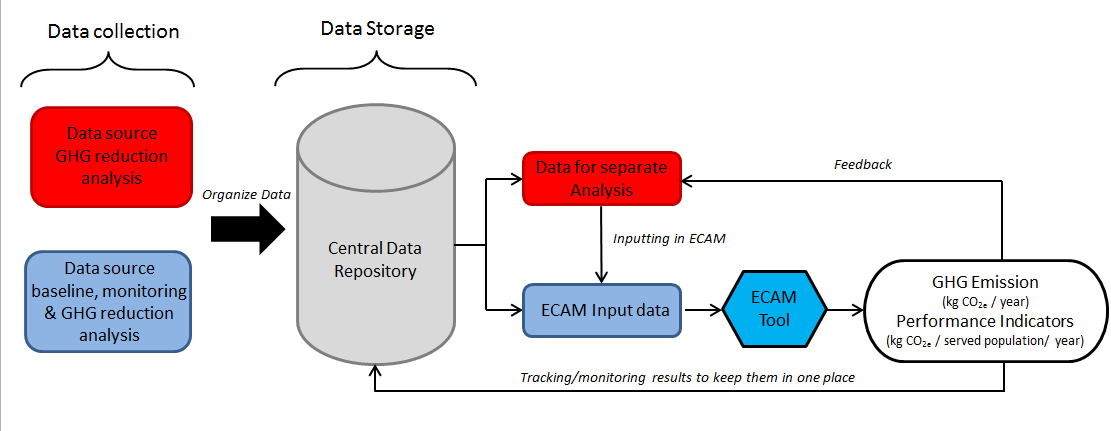 Data collection
Data Storage
Data source
GHG reduction
analysis
Organize Data
Data source
baseline, monitoring
& GHG reduction
analysis
Central Data
Repository
Data for separate
Analysis
Feedback
Inputting in ECAM
ECAM Input data
ECAM
Tool
GHG Emission
(kg CO₂ₑ / year)
Performance Indicators
(kg CO₂ₑ / served population/ year)
Tracking/monitoring results to keep them in one place